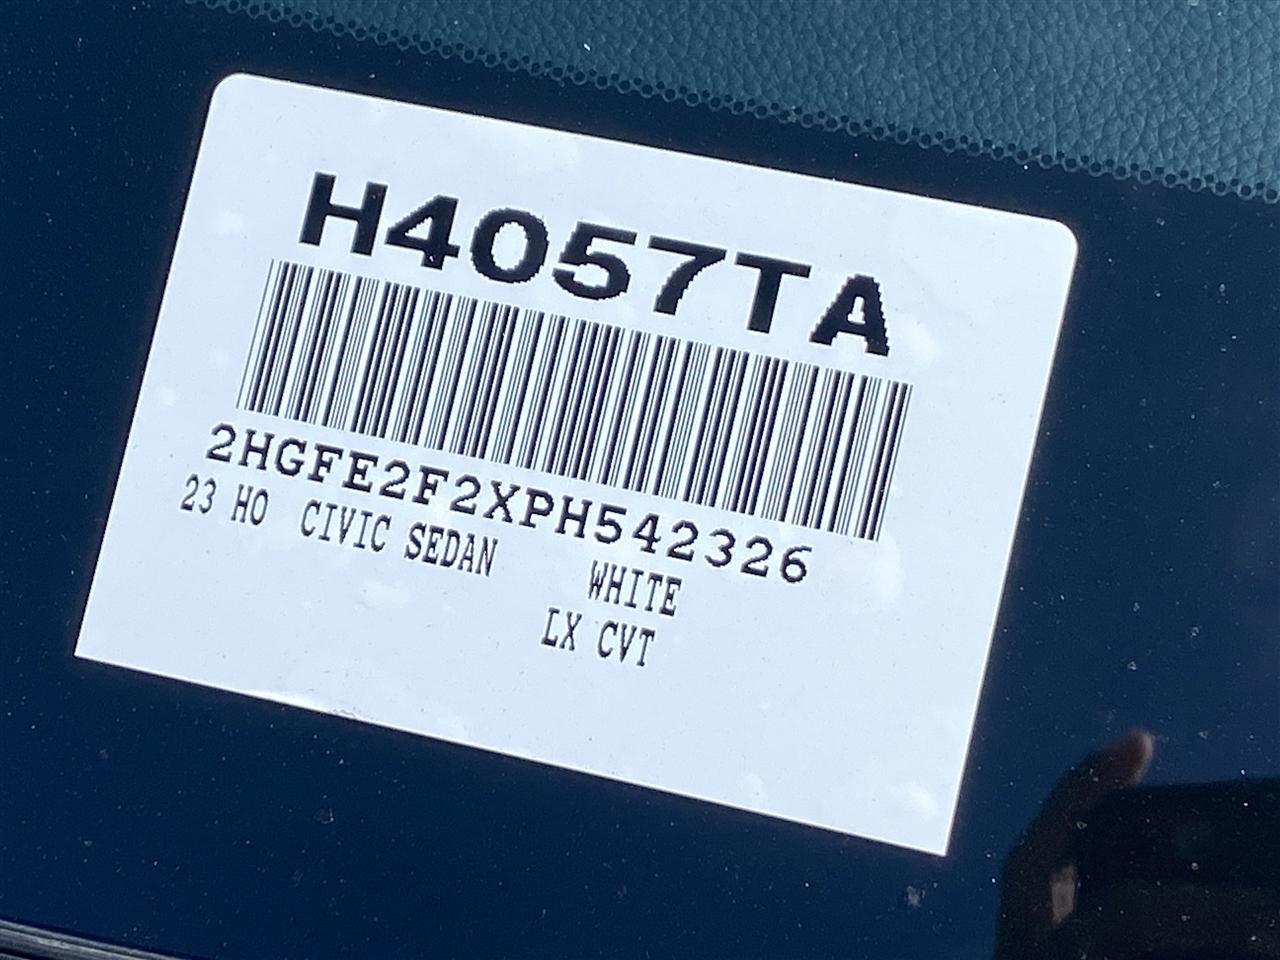 H4057TA
2HGFE2F2XPH542326
23 HO CIVIC SEDAN WHITE
LX CVT